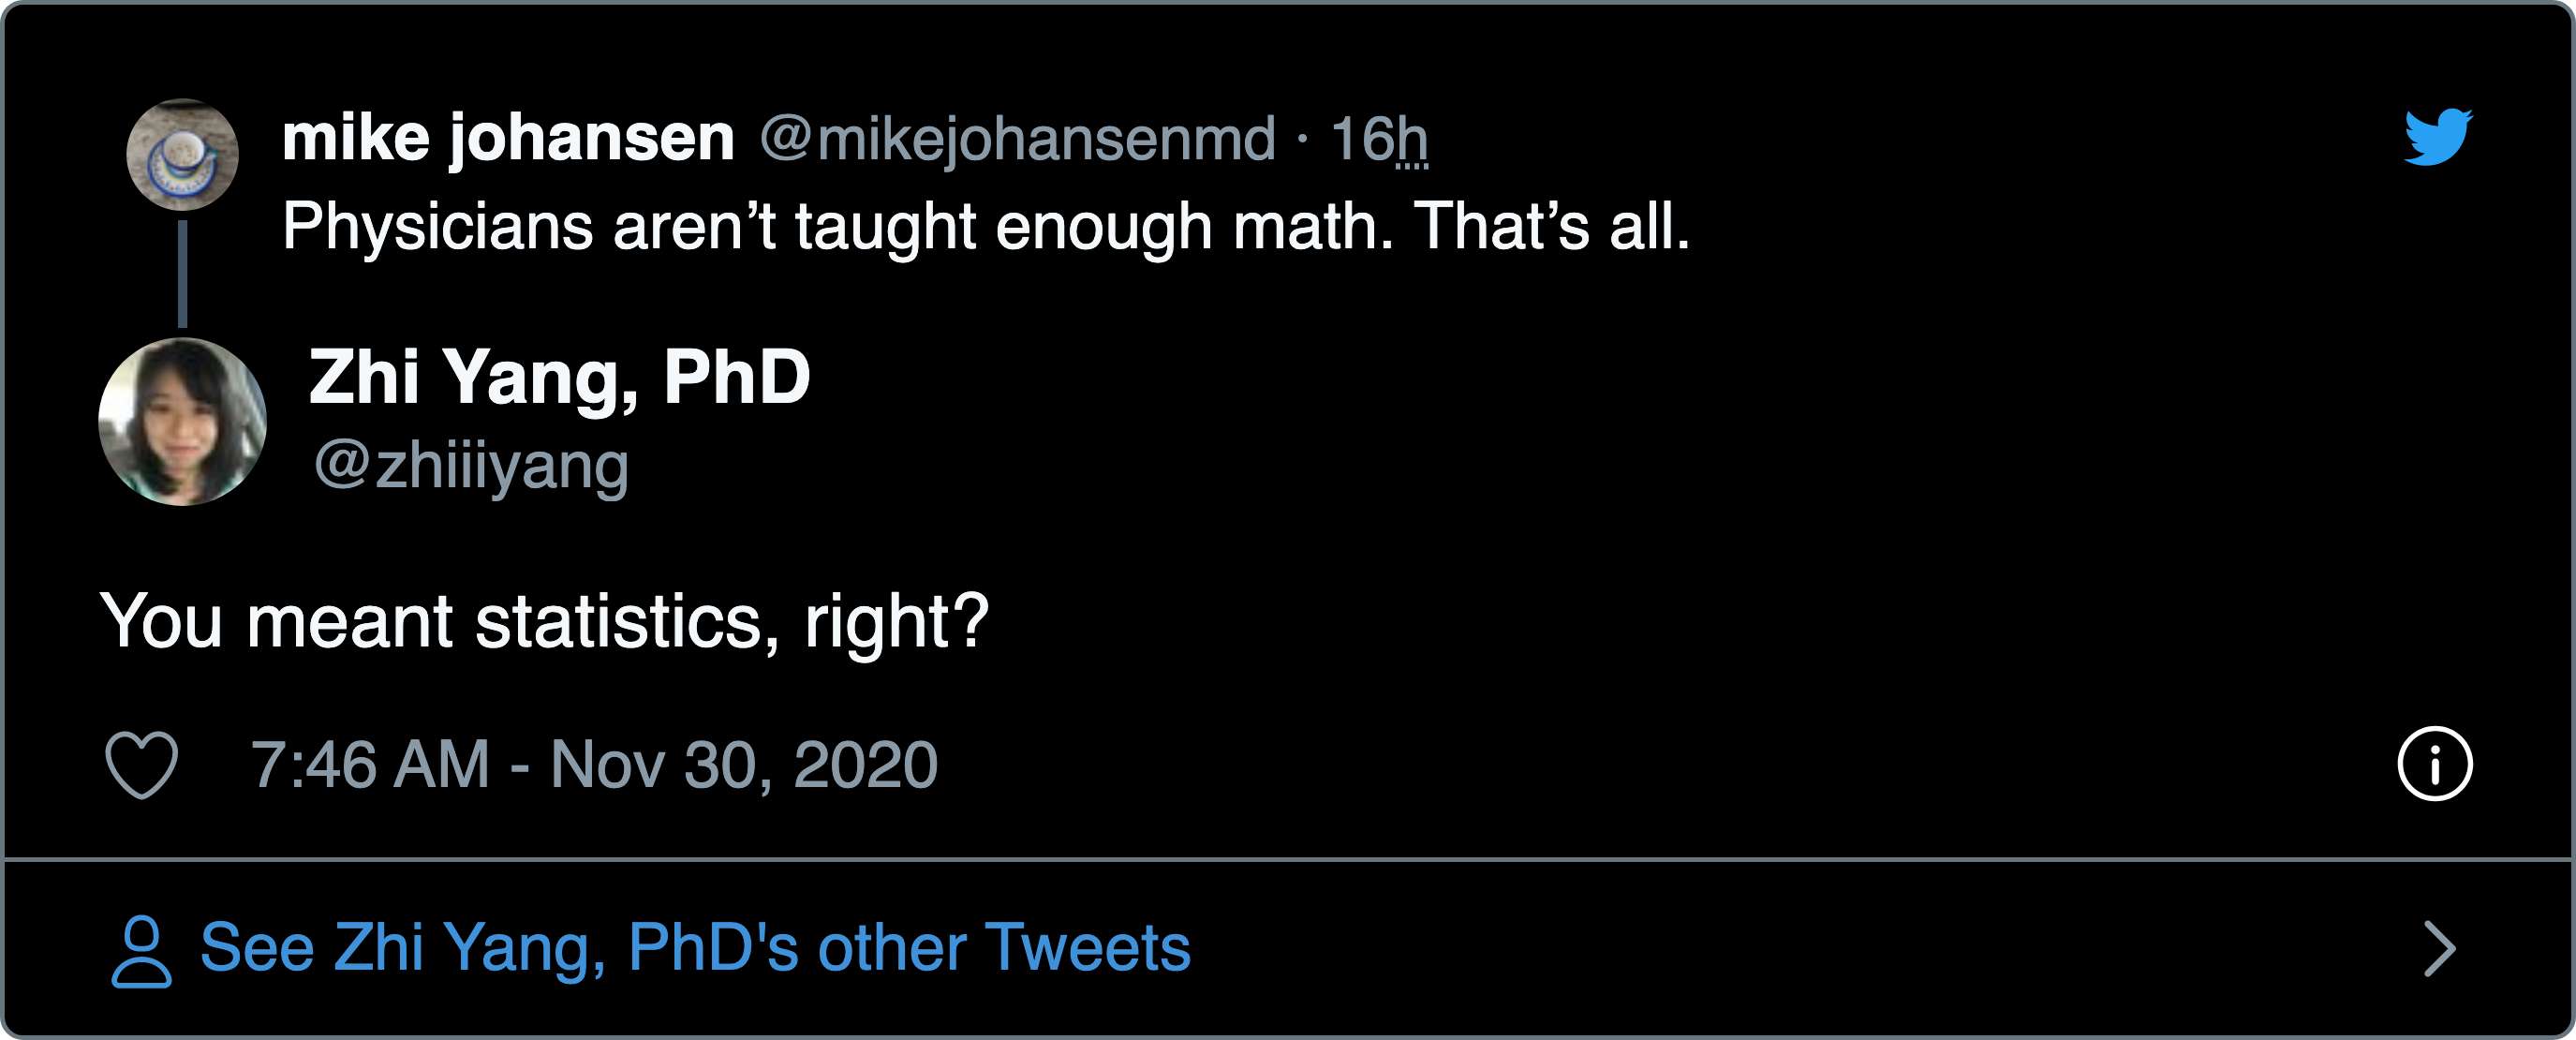 mike johansen @mikejohansenmd · 16h
Physicians aren’t taught enough math. That’s all.
Zhi Yang, PhD
@zhiiiyang
You meant statistics, right?
7:46 AM - Nov 30, 2020
See Zhi Yang, PhD's other Tweets